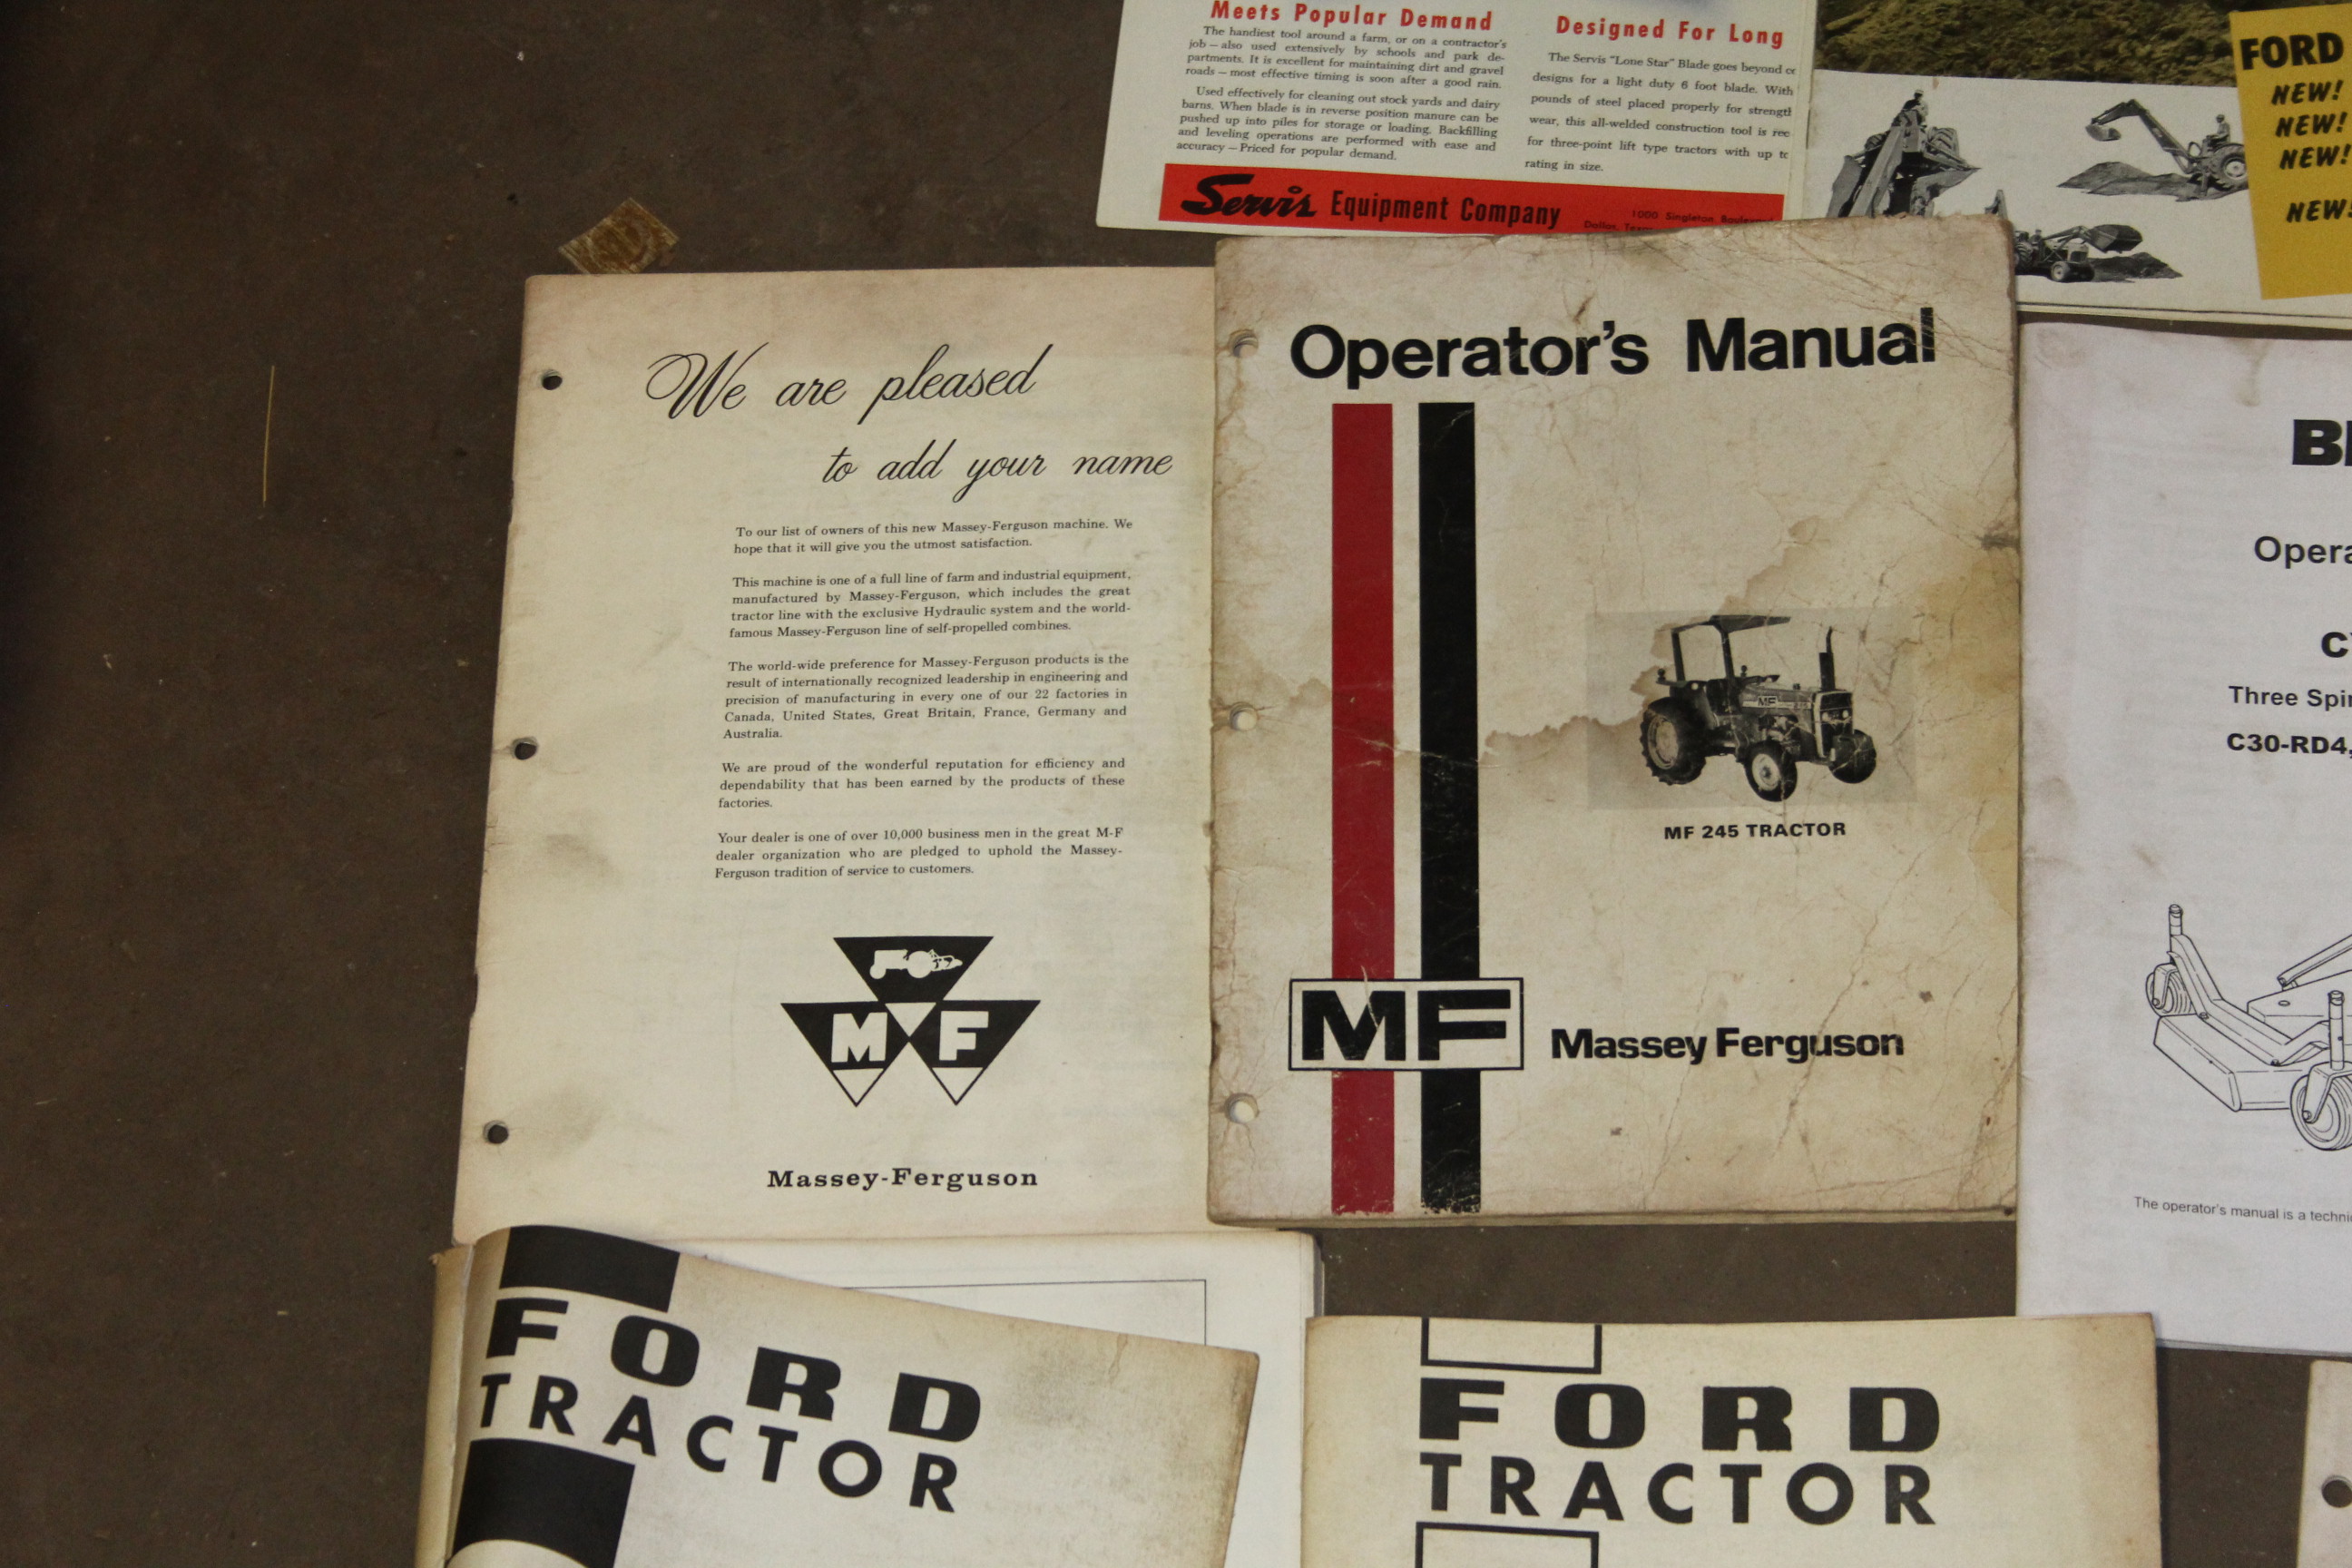 Meets Popular Demand
The handiest tool around a farm, or on a contractor's
job — also used extensively by schools and park de-
partments. It is excellent for maintaining dirt and gravel
roads — most effective timing is soon after a good rain.
Used effectively for cleaning out stock yards and dairy
barns. When blade is in reverse position manure can be
pushed up into piles for storage or loading. Backfilling
and leveling operations are performed with ease and
accuracy — Priced for popular demand.
Designed For Long
The Servis "Lone Star" Blade goes beyond
designs for a light duty 6 foot blade. With
pounds of steel placed properly for strengt
wear, this all-welded construction tool is rec
for three-point lift type tractors with up to
rating in size.
Servis Equipment Company
1000 Singleton Boulevard
Dallas, Texas
FORD
NEW!
NEW!
NEW!
NEW!
We are pleased
to add your name
To our list of owners of this new Massey-Ferguson machine. We
hope that it will give you the utmost satisfaction.
This machine is one of a full line of farm and industrial equipment,
manufactured by Massey-Ferguson, which includes the great
tractor line with the exclusive Hydraulic system and the world-
famous Massey-Ferguson line of self-propelled combines.
The world-wide preference for Massey-Ferguson products is the
result of internationally recognized leadership in engineering and
precision of manufacturing in every one of our 22 factories in
Canada, United States, Great Britain, France, Germany and
Australia.
We are proud of the wonderful reputation for efficiency and
dependability that has been earned by the products of these
factories.
Your dealer is one of over 10,000 business men in the great M-F
dealer organization who are pledged to uphold the Massey-
Ferguson tradition of service to customers.
M F
Massey-Ferguson
Operator's Manual
MF
MF 245 TRACTOR
MF Massey Ferguson
Opera
Three Spin
C30-RD4,
The operator's manual is a techni
FORD
TRACTOR
FORD
TRACTOR